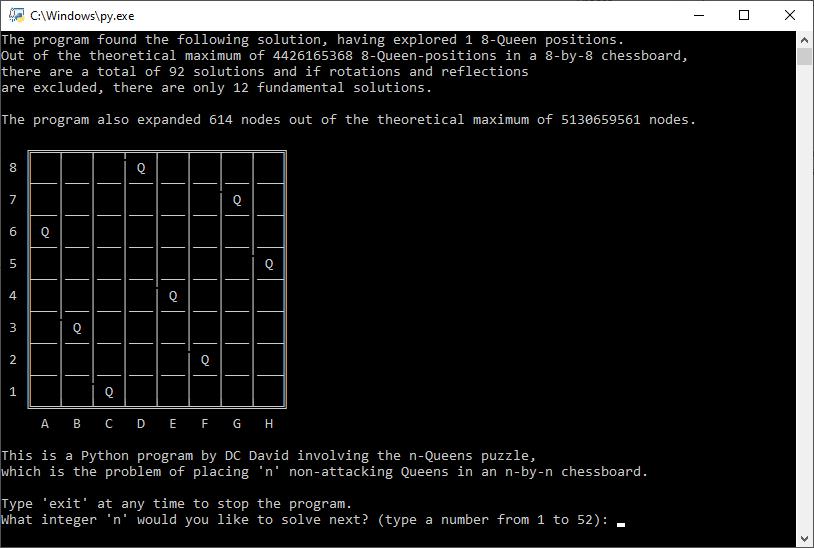 C:\Windows\py.exe
The program found the following solution, having explored 1 8-Queen positions.
Out of the theoretical maximum of 4426165368 8-Queen-positions in a 8-by-8 chessboard,
there are a total of 92 solutions and if rotations and reflections
are excluded, there are only 12 fundamental solutions.
The program also expanded 614 nodes out of the theoretical maximum of 5130659561 nodes.
8 Q
7 Q
6 Q
5 Q
4 Q
3 Q
2 Q
1 Q
A B C D E F G H
This is a Python program by DC David involving the n-Queens puzzle,
which is the problem of placing 'n' non-attacking Queens in an n-by-n chessboard.
Type 'exit' at any time to stop the program.
What integer 'n' would you like to solve next? (type a number from 1 to 52):